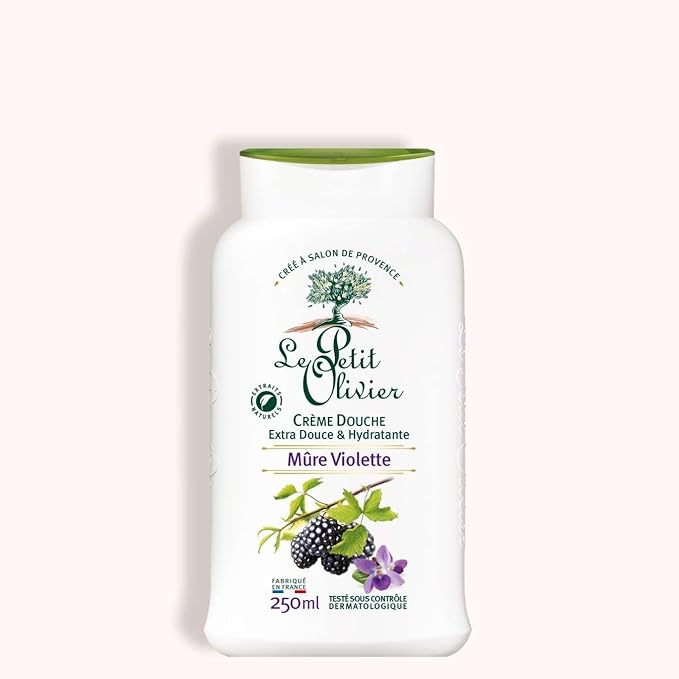 CRÉÉ À SALON DE PROVENCE
Le Petit
Olivier
EXTRAITS
NATURELS
CRÈME DOUCHE
Extra Douce & Hydratante
Mûre Violette
FABRIQUÉ
EN FRANCE
250ml
TESTÉ SOUS CONTRÔLE
DERMATOLOGIQUE